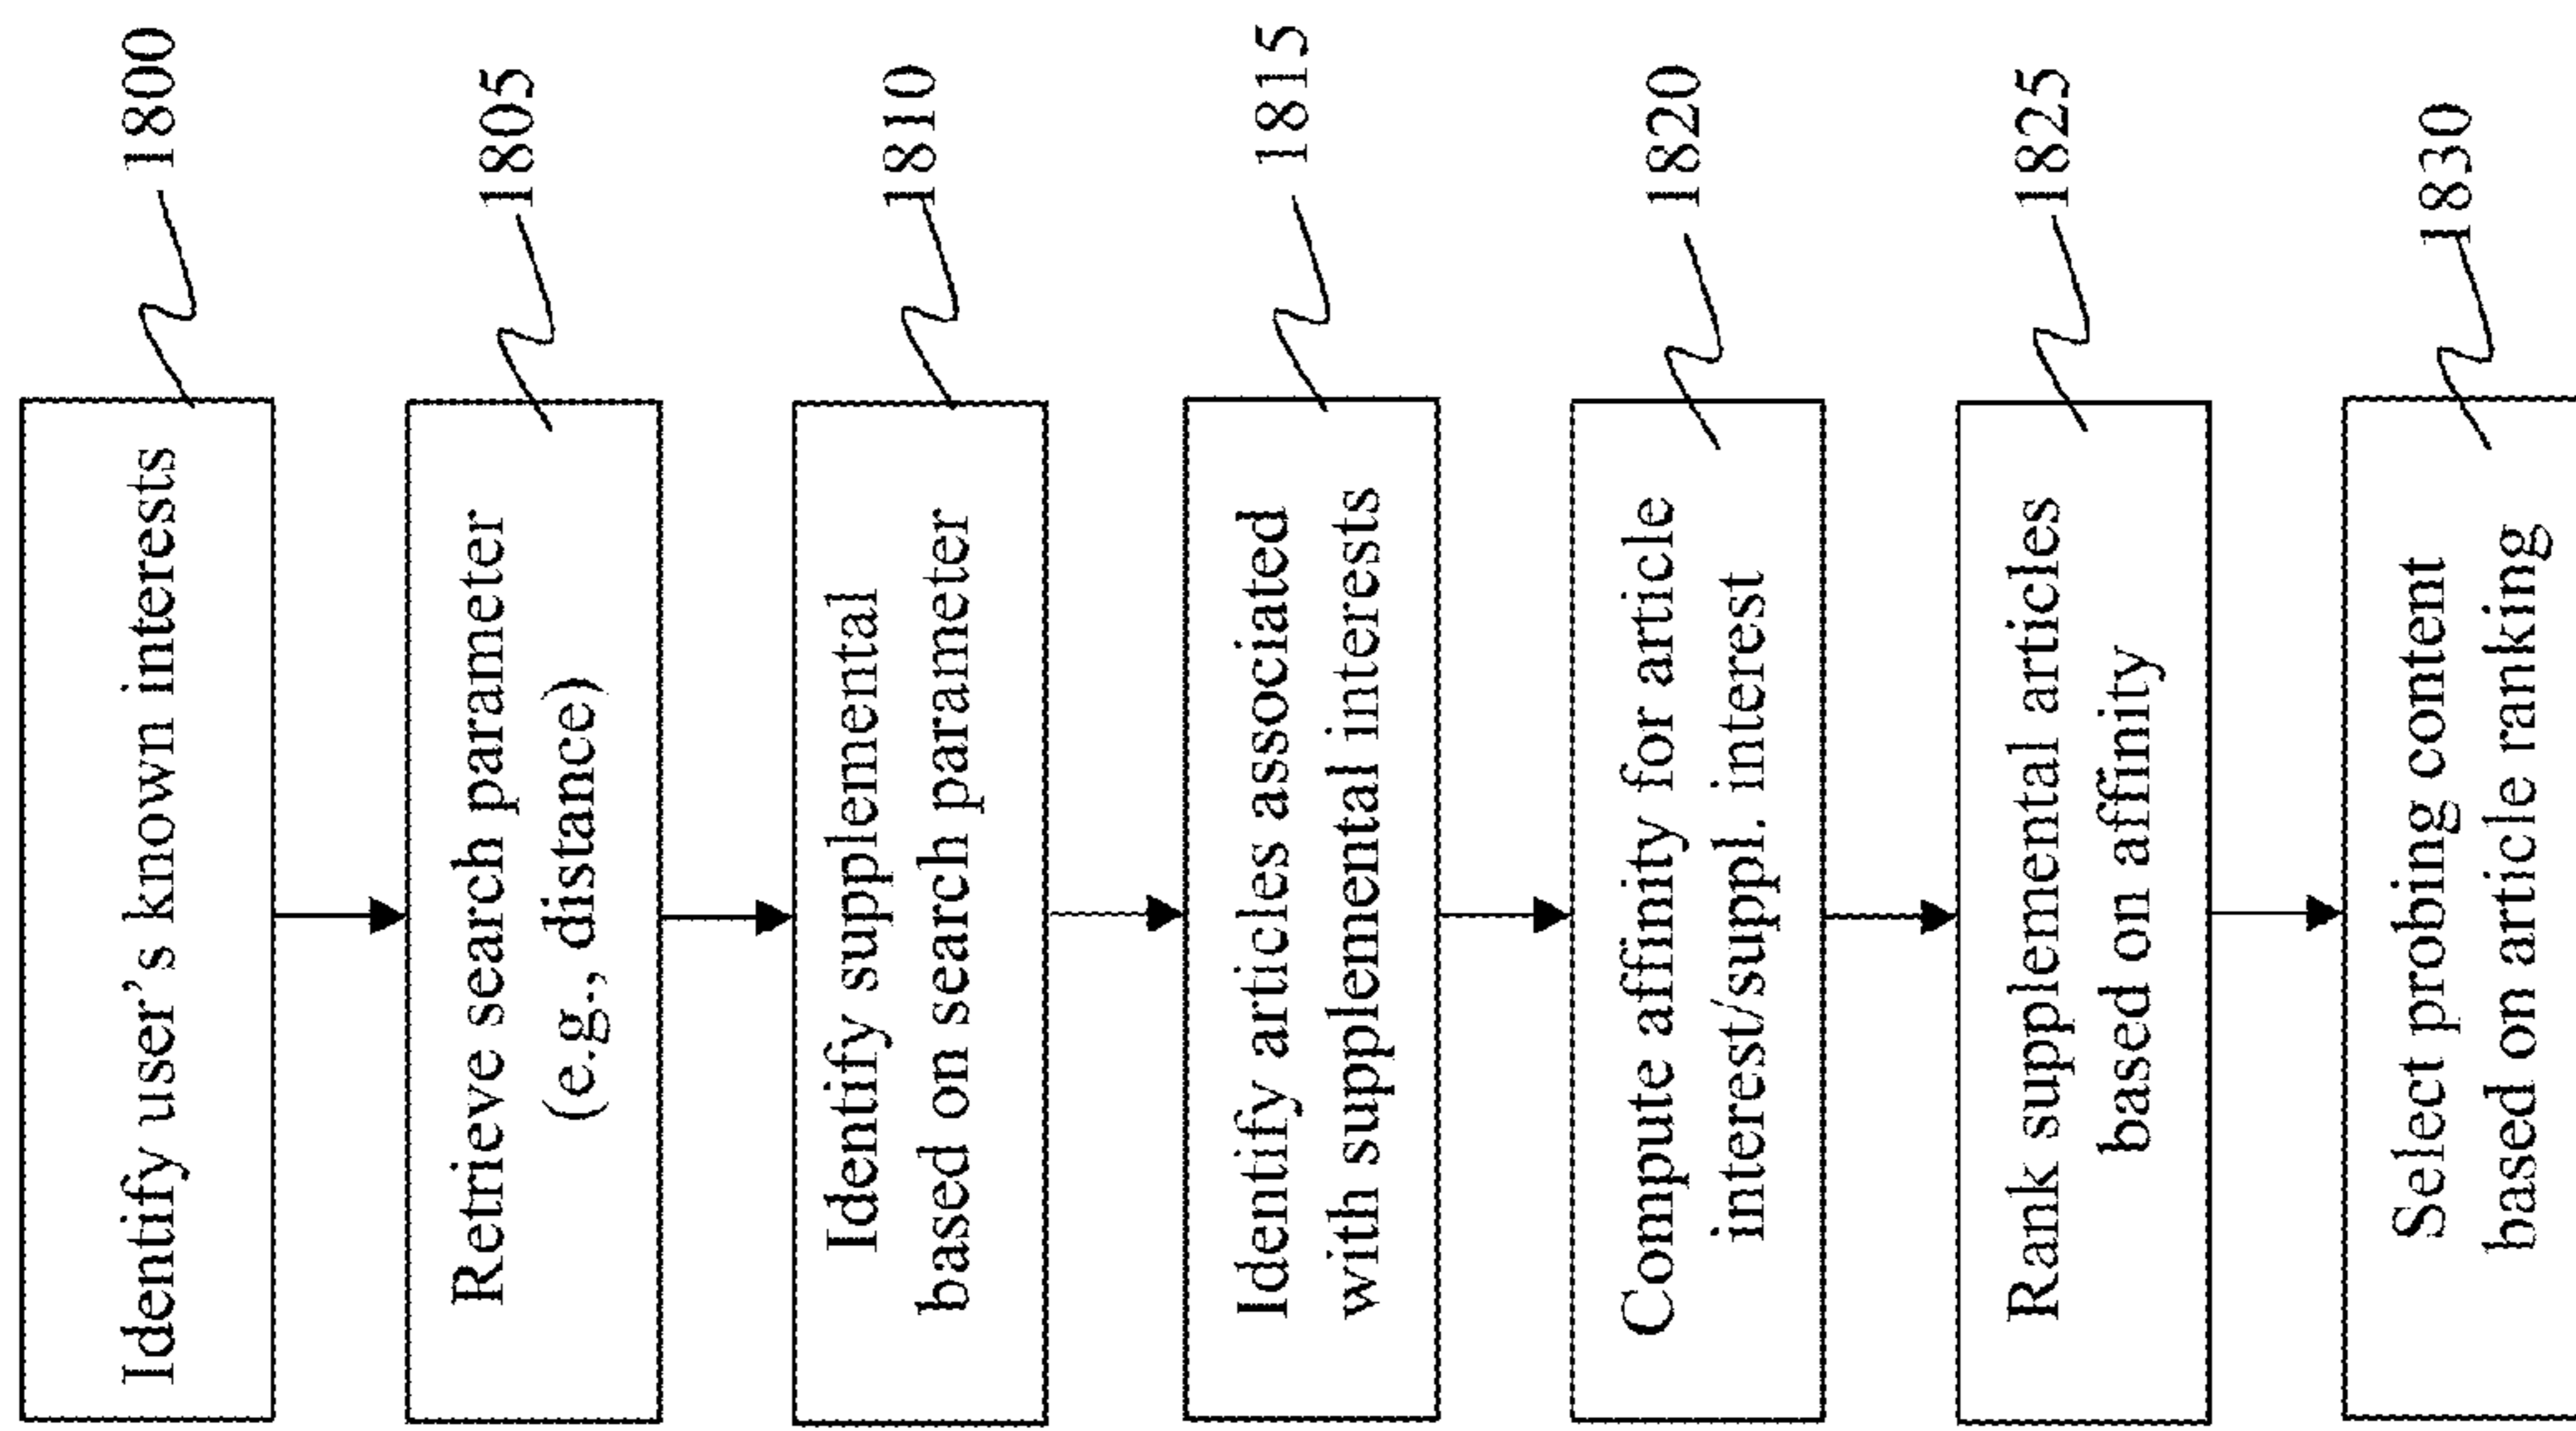 Identify user's known interests
1800
Retrieve search parameter
(e.g., distance)
1805
Identify supplemental
based on search parameter
1810
Identify articles associated
with supplemental interests
1815
Compute affinity for article
interest/suppl. interest
1820
Rank supplemental articles
based on affinity
1825
Select probing content
based on article ranking
1830